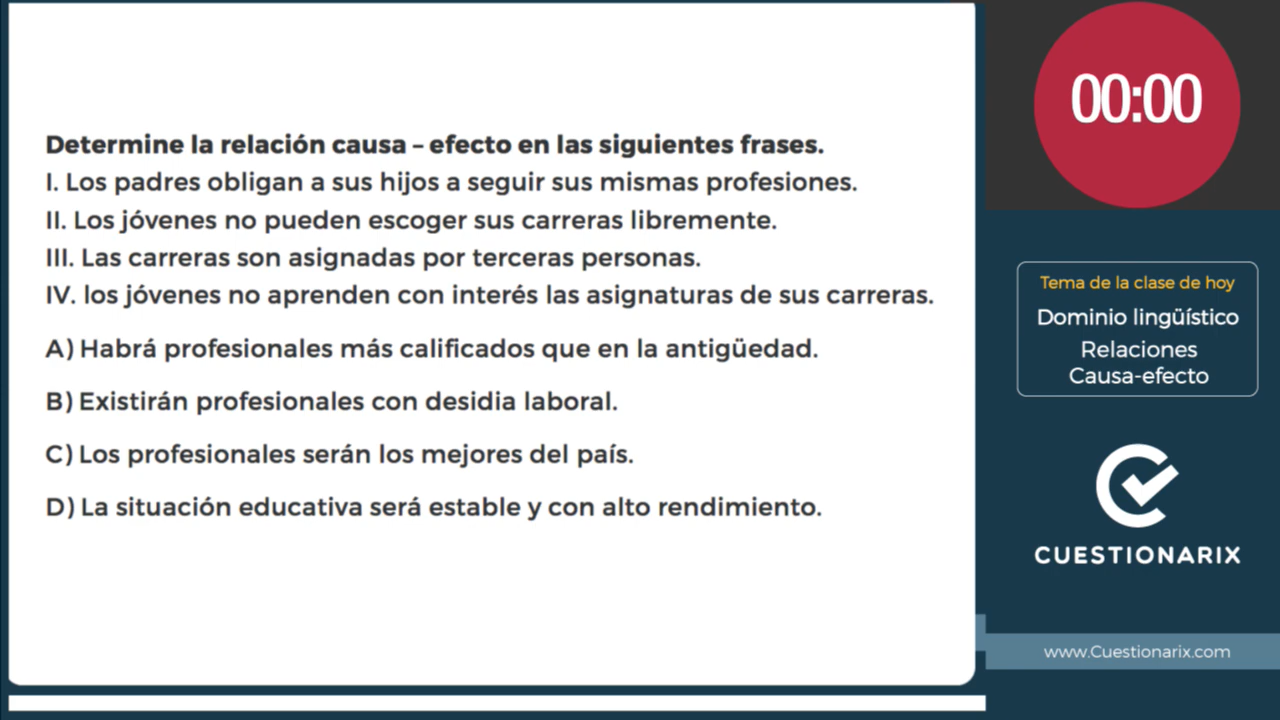 Determine la relación causa – efecto en las siguientes frases.
I. Los padres obligan a sus hijos a seguir sus mismas profesiones.
II. Los jóvenes no pueden escoger sus carreras libremente.
III. Las carreras son asignadas por terceras personas.
IV. los jóvenes no aprenden con interés las asignaturas de sus carreras.
A) Habrá profesionales más calificados que en la antigüedad.
B) Existirán profesionales con desidia laboral.
C) Los profesionales serán los mejores del país.
D) La situación educativa será estable y con alto rendimiento.
00:00
Tema de la clase de hoy
Dominio lingüístico
Relaciones
Causa-efecto
CUESTIONARIX
www.Cuestionarix.com